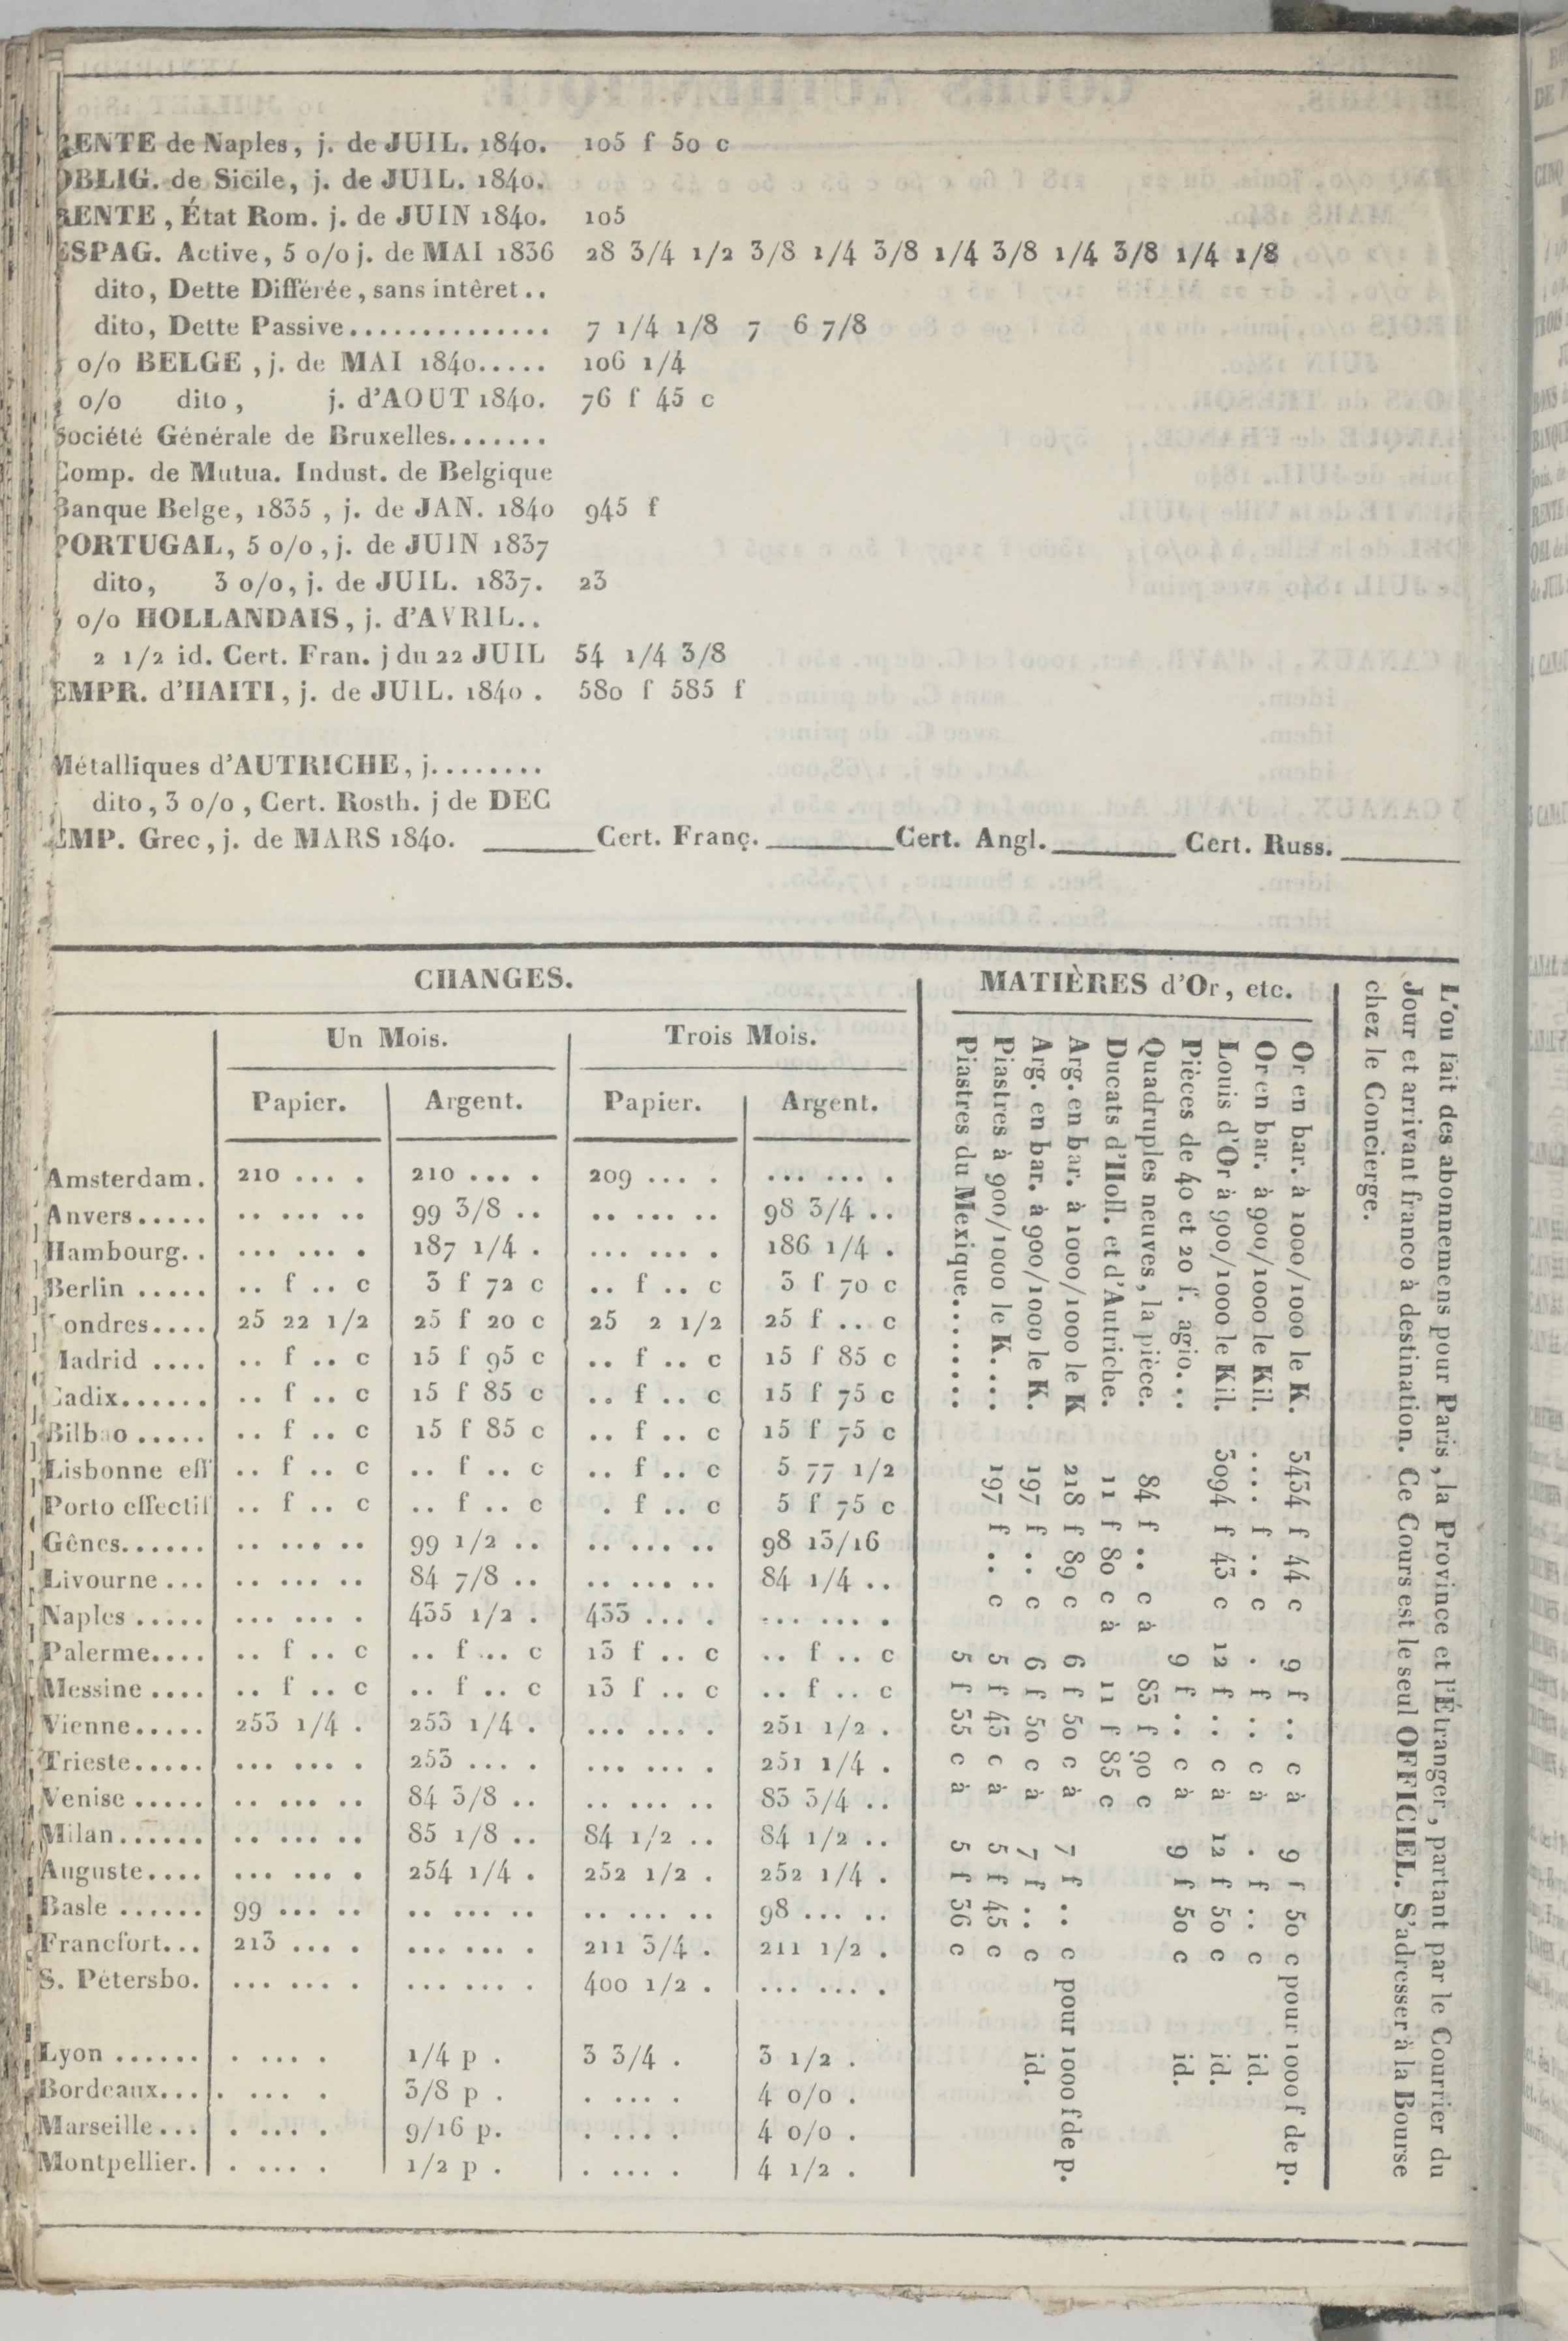 RENTE de Naples, j. de JUIL. 1840. 105 f 50 c
OBLIG. de Sicile, j. de JUIL. 1840.
RENTE, État Rom. j. de JUIN 1840. 105
ESPAG. Active, 5 o/o j. de MAI 1836 28 3/4 1/2 3/8 1/4 3/8 1/4 3/8 1/4 3/8 1/4 1/8
dito, Dette Différée, sans intêret..
dito, Dette Passive.............. 7 1/4 1/8 7 6 7/8
o/o BELGE, j. de MAI 1840..... 106 1/4
o/o dito, j. d'AOUT 1840. 76 f 45 c
Société Générale de Bruxelles.......
Comp. de Mutua. Indust. de Belgique
Banque Belge, 1835, j. de JAN. 1840 945 f
PORTUGAL, 5 o/o, j. de JUIN 1837
dito, 3 o/o, j. de JUIL. 1837. 23
o/o HOLLANDAIS, j. d'AVRIL..
2 1/2 id. Cert. Fran. j du 22 JUIL 54 1/4 3/8
EMPR. d'HAITI, j. de JUIL. 1840. 580 f 585 f
Métalliques d'AUTRICHE, j........
dito, 3 o/o, Cert. Rosth. j de DEC
EMP. Grec, j. de MARS 1840. ______Cert. Franç.______Cert. Angl.______Cert. Russ.______
CHANGES.
Un Mois. Trois Mois.
Papier. Argent. Papier. Argent.
Amsterdam. 210 ... . 210 ... . 209 ... . ... ... .
Anvers..... .. ... .. 99 3/8 .. .. ... .. 98 3/4 ..
Hambourg.. ... ... . 187 1/4 . ... ... . 186 1/4 .
Berlin ..... .. f .. c 3 f 72 c .. f .. c 3 f 70 c
Londres.... 25 22 1/2 25 f 20 c 25 2 1/2 25 f .. c
Madrid .... .. f .. c 15 f 95 c .. f .. c 15 f 85 c
Cadix...... .. f .. c 15 f 85 c .. f .. c 15 f 75 c
Bilbao ..... .. f .. c 15 f 85 c .. f .. c 15 f 75 c
Lisbonne eff .. f .. c .. f .. c .. f .. c 5 77 1/2
Porto effectif .. f .. c .. f .. c . f .. c 5 f 75 c
Gênes...... .. ... .. 99 1/2 .. .. ... .. 98 13/16
Livourne ... .. ... .. 84 7/8 .. .. ... .. 84 1/4 ..
Naples ..... ... ... . 435 1/2 . 433 ... . ... ... .
Palerme.... .. f .. c .. f .. c 13 f .. c .. f .. c
Messine .... .. f .. c .. f .. c 13 f .. c .. f .. c
Vienne..... 253 1/4 . 253 1/4 . ... ... . 251 1/2 .
Trieste..... ... ... . 253 ... . ... ... . 251 1/4 .
Venise ..... .. ... .. 84 3/8 .. .. ... .. 83 3/4 ..
Milan...... .. ... .. 85 1/8 .. 84 1/2 .. 84 1/2 ..
Auguste.... ... ... . 254 1/4 . 252 1/2 . 252 1/4 .
Basle ...... 99 ... .. .. ... .. .. ... .. 98 ... ..
Francfort... 213 ... . ... ... . 211 3/4 . 211 1/2 .
S. Pétersbo. ... ... . ... ... . 400 1/2 . ... ... .
Lyon ...... . ... . 1/4 p . 3 3/4 . 3 1/2 .
Bordeaux... . ... . 3/8 p . . ... . 4 o/o .
Marseille... . ... . 9/16 p. . ... . 4 o/o .
Montpellier. . ... . 1/2 p . . ... . 4 1/2 .
MATIÈRES d'Or, etc.
Or en bar. à 1000/1000 le K. 3434 f 44 c 9 f .. c à 9 f 50 c pour 1000 f de p.
Or en bar. à 900/1000 le Kil. .... f .. c . f .. c à . f .. c id.
Louis d'Or à 900/1000 le Kil. 3094 f 43 c 12 f .. c à 12 f 50 c id.
Pièces de 40 et 20 f. agio... 9 f .. c à 9 f 50 c id.
Quadruples neuves, la pièce. 84 f .. c à 83 f 90 c
Ducats d'Holl. et d'Autriche. 11 f 80 c à 11 f 85 c
Arg. en bar. à 1000/1000 le K 218 f 89 c 6 f 50 c à 7 f .. c pour 1000 f de p.
Arg. en bar. à 900/1000 le K. 197 f .. c 6 f 50 c à 7 f .. c id.
Piastres à 900/1000 le K.... 197 f .. c 5 f 43 c à 5 f 45 c
Piastres du Mexique........ 5 f 35 c à 5 f 36 c
L'on fait des abonnemens pour Paris, la Province et l'Étranger, partant par le Courrier du
Jour et arrivant franco à destination. Ce Cours est le seul OFFICIEL. S'adresser à la Bourse
chez le Concierge.